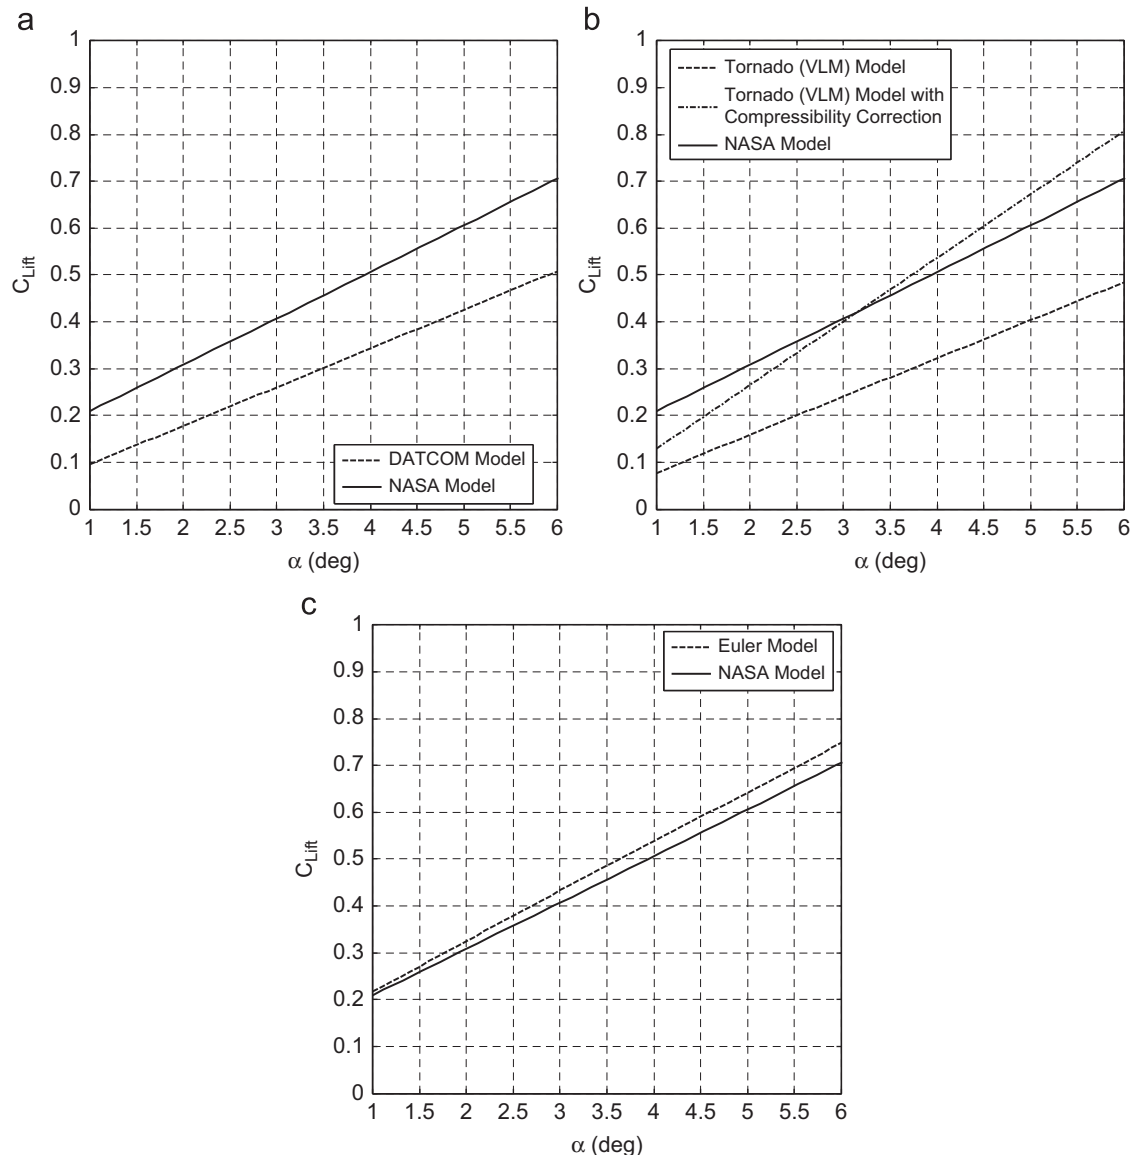 a
1
0.9
0.8
0.7
0.6
0.5
0.4
0.3
0.2
0.1
0
C_Lift
DATCOM Model
NASA Model
1 1.5 2 2.5 3 3.5 4 4.5 5 5.5 6
α (deg)
b
1
0.9
0.8
0.7
0.6
0.5
0.4
0.3
0.2
0.1
0
C_Lift
Tornado (VLM) Model
Tornado (VLM) Model with
Compressibility Correction
NASA Model
1 1.5 2 2.5 3 3.5 4 4.5 5 5.5 6
α (deg)
c
1
0.9
0.8
0.7
0.6
0.5
0.4
0.3
0.2
0.1
0
C_Lift
Euler Model
NASA Model
1 1.5 2 2.5 3 3.5 4 4.5 5 5.5 6
α (deg)